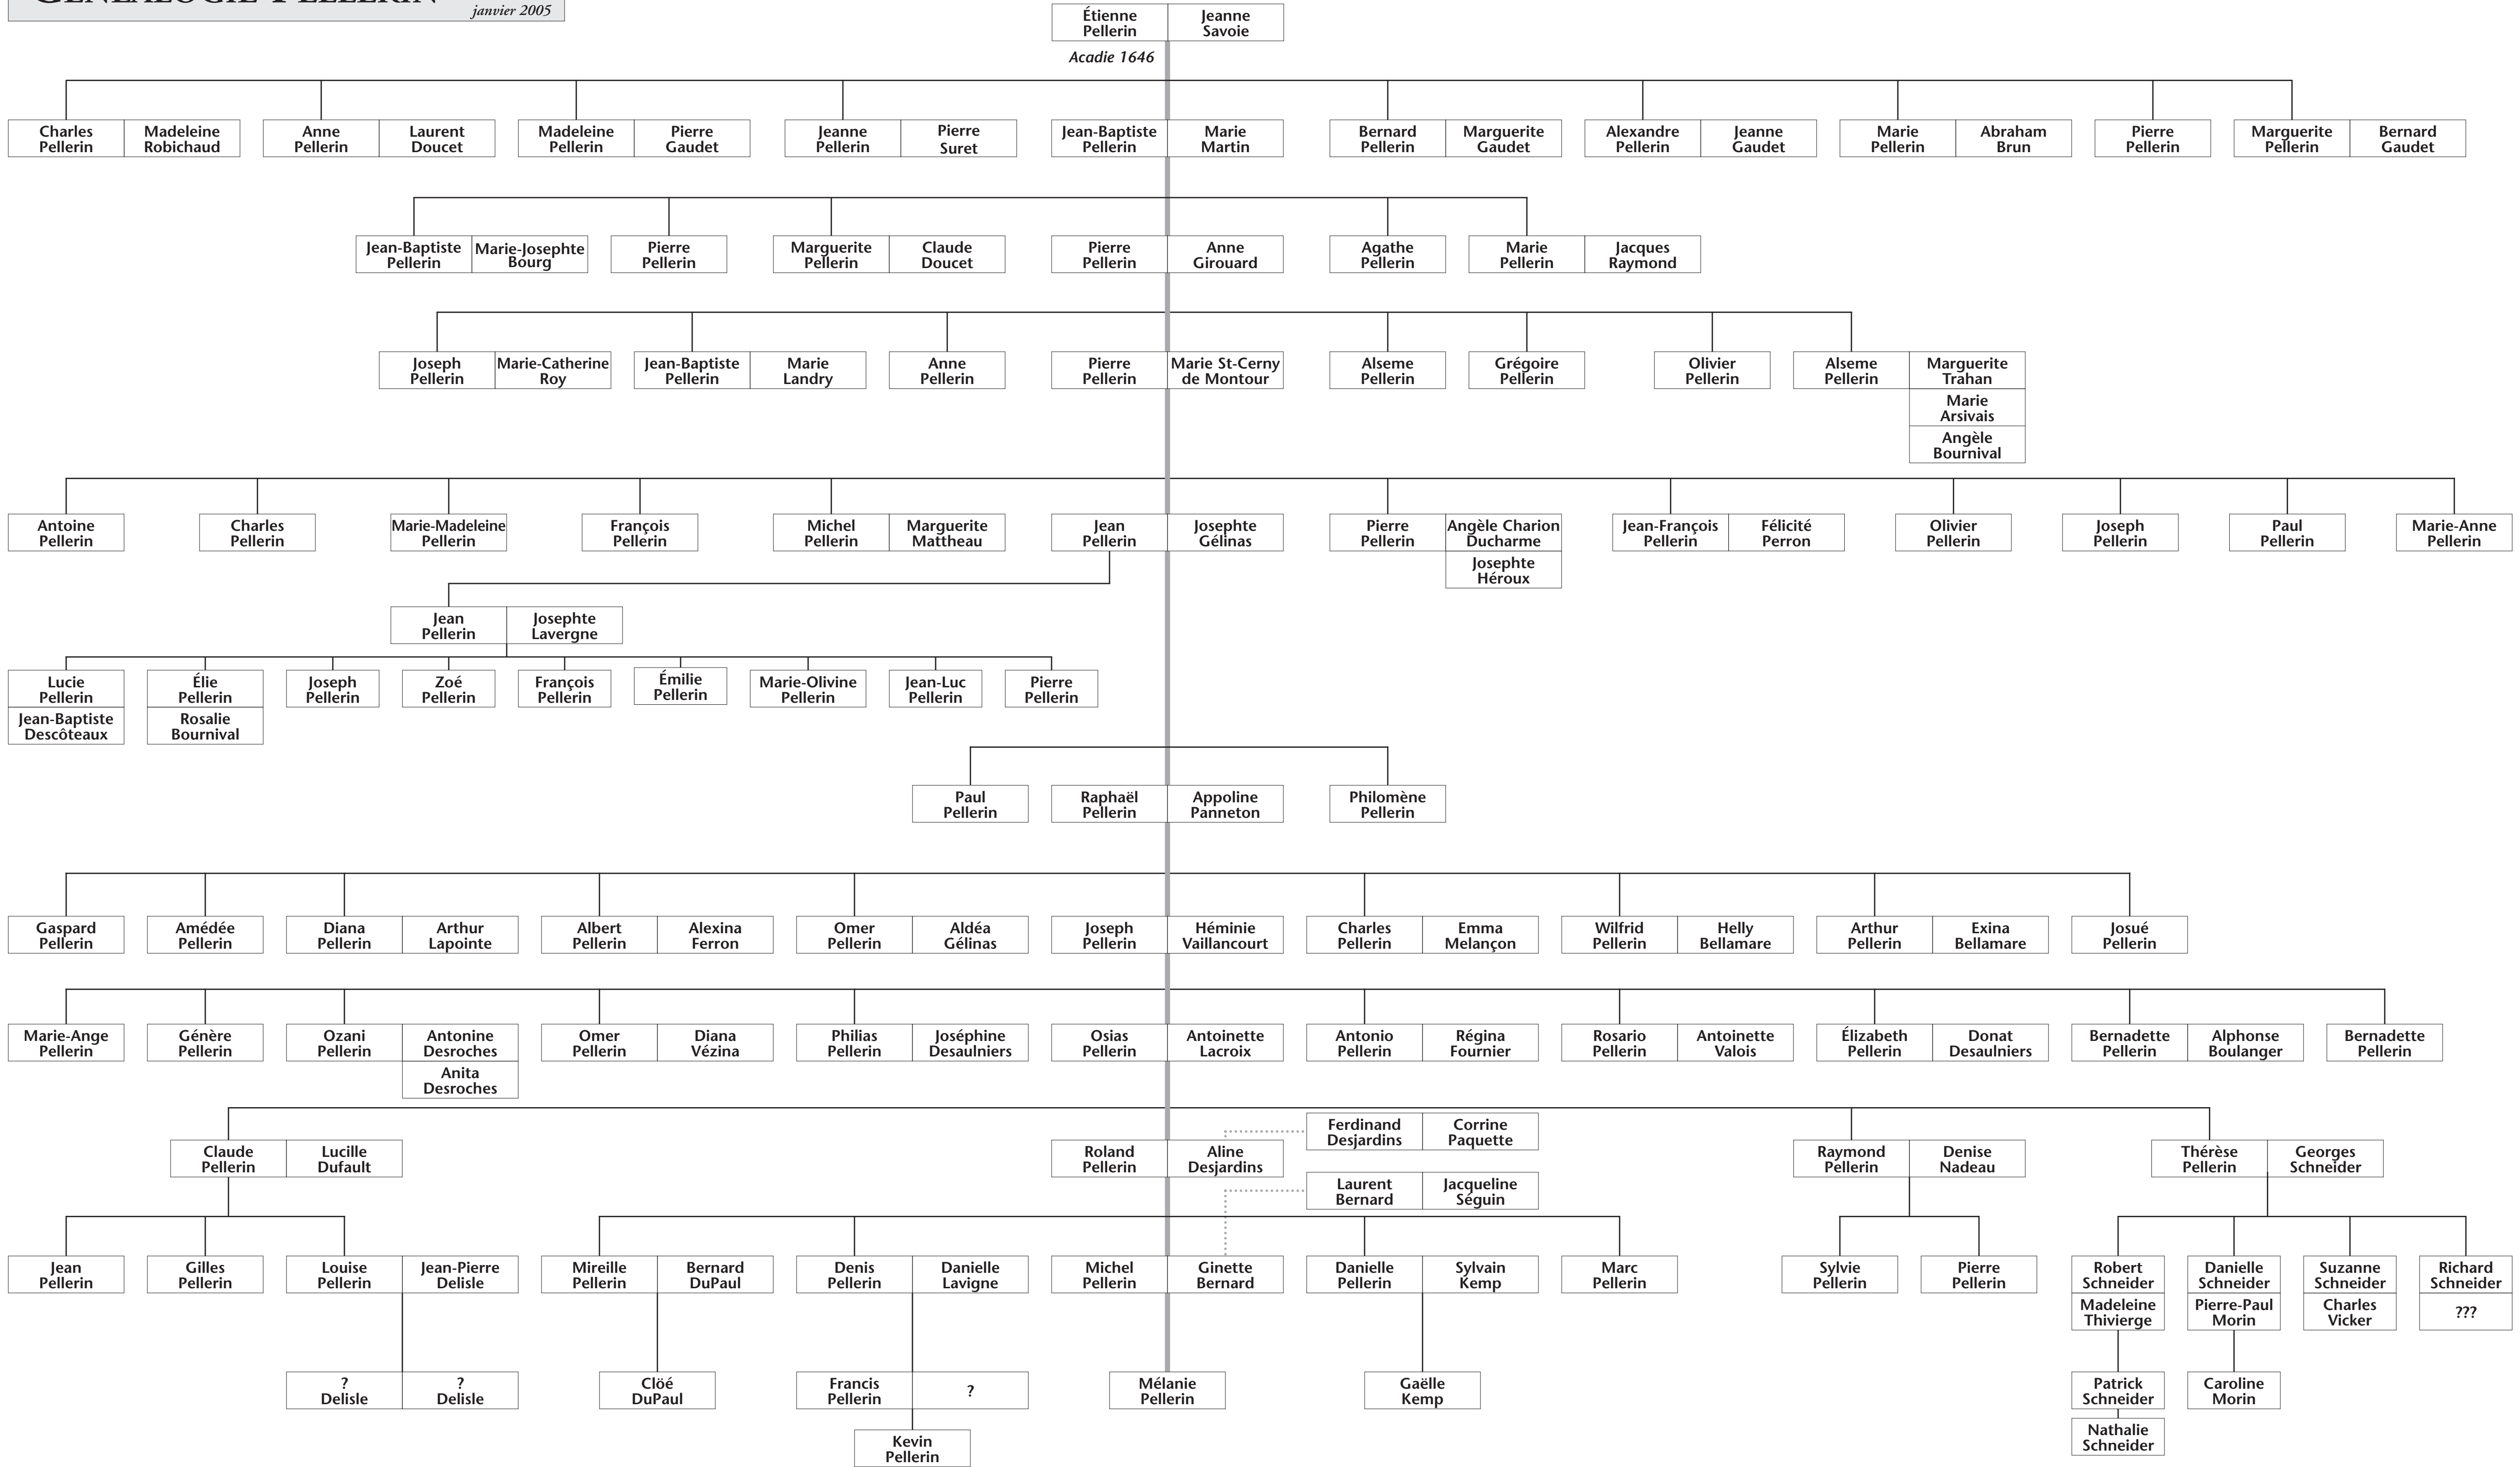 GÉNÉALOGIE PELLERIN
janvier 2005
Étienne
Pellerin
Jeanne
Savoie
Acadie 1646
Charles
Pellerin
Madeleine
Robichaud
Anne
Pellerin
Laurent
Doucet
Madeleine
Pellerin
Pierre
Gaudet
Jeanne
Pellerin
Pierre
Suret
Jean-Baptiste
Pellerin
Marie
Martin
Bernard
Pellerin
Marguerite
Gaudet
Alexandre
Pellerin
Jeanne
Gaudet
Marie
Pellerin
Abraham
Brun
Pierre
Pellerin
Marguerite
Pellerin
Bernard
Gaudet
Jean-Baptiste
Pellerin
Marie-Josephte
Bourg
Pierre
Pellerin
Marguerite
Pellerin
Claude
Doucet
Pierre
Pellerin
Anne
Girouard
Agathe
Pellerin
Marie
Pellerin
Jacques
Raymond
Joseph
Pellerin
Marie-Catherine
Roy
Jean-Baptiste
Pellerin
Marie
Landry
Anne
Pellerin
Pierre
Pellerin
Marie St-Cerny
de Montour
Alseme
Pellerin
Grégoire
Pellerin
Olivier
Pellerin
Alseme
Pellerin
Marguerite
Trahan
Marie
Arsivais
Angèle
Bournival
Antoine
Pellerin
Charles
Pellerin
Marie-Madeleine
Pellerin
François
Pellerin
Michel
Pellerin
Marguerite
Mattheau
Jean
Pellerin
Josephte
Gélinas
Pierre
Pellerin
Angèle Charion
Ducharme
Josephte
Héroux
Jean-François
Pellerin
Félicité
Perron
Olivier
Pellerin
Joseph
Pellerin
Paul
Pellerin
Marie-Anne
Pellerin
Jean
Pellerin
Josephte
Lavergne
Lucie
Pellerin
Jean-Baptiste
Descôteaux
Élie
Pellerin
Rosalie
Bournival
Joseph
Pellerin
Zoé
Pellerin
François
Pellerin
Émilie
Pellerin
Marie-Olivine
Pellerin
Jean-Luc
Pellerin
Pierre
Pellerin
Paul
Pellerin
Raphaël
Pellerin
Appoline
Panneton
Philomène
Pellerin
Gaspard
Pellerin
Amédée
Pellerin
Diana
Pellerin
Arthur
Lapointe
Albert
Pellerin
Alexina
Ferron
Omer
Pellerin
Aldéa
Gélinas
Joseph
Pellerin
Héminie
Vaillancourt
Charles
Pellerin
Emma
Melançon
Wilfrid
Pellerin
Helly
Bellamare
Arthur
Pellerin
Exina
Bellamare
Josué
Pellerin
Marie-Ange
Pellerin
Génère
Pellerin
Ozani
Pellerin
Antonine
Desroches
Anita
Desroches
Omer
Pellerin
Diana
Vézina
Philias
Pellerin
Joséphine
Desaulniers
Osias
Pellerin
Antoinette
Lacroix
Antonio
Pellerin
Régina
Fournier
Rosario
Pellerin
Antoinette
Valois
Élizabeth
Pellerin
Donat
Desaulniers
Bernadette
Pellerin
Alphonse
Boulanger
Bernadette
Pellerin
Claude
Pellerin
Lucille
Dufault
Roland
Pellerin
Aline
Desjardins
Ferdinand
Desjardins
Corrine
Paquette
Laurent
Bernard
Jacqueline
Séguin
Raymond
Pellerin
Denise
Nadeau
Thérèse
Pellerin
Georges
Schneider
Jean
Pellerin
Gilles
Pellerin
Louise
Pellerin
Jean-Pierre
Delisle
Mireille
Pellerin
Bernard
DuPaul
Denis
Pellerin
Danielle
Lavigne
Michel
Pellerin
Ginette
Bernard
Danielle
Pellerin
Sylvain
Kemp
Marc
Pellerin
Sylvie
Pellerin
Pierre
Pellerin
Robert
Schneider
Madeleine
Thivierge
Danielle
Schneider
Pierre-Paul
Morin
Suzanne
Schneider
Charles
Vicker
Richard
Schneider
???
?
Delisle
?
Delisle
Clöé
DuPaul
Francis
Pellerin
?
Mélanie
Pellerin
Gaëlle
Kemp
Patrick
Schneider
Caroline
Morin
Nathalie
Schneider
Kevin
Pellerin